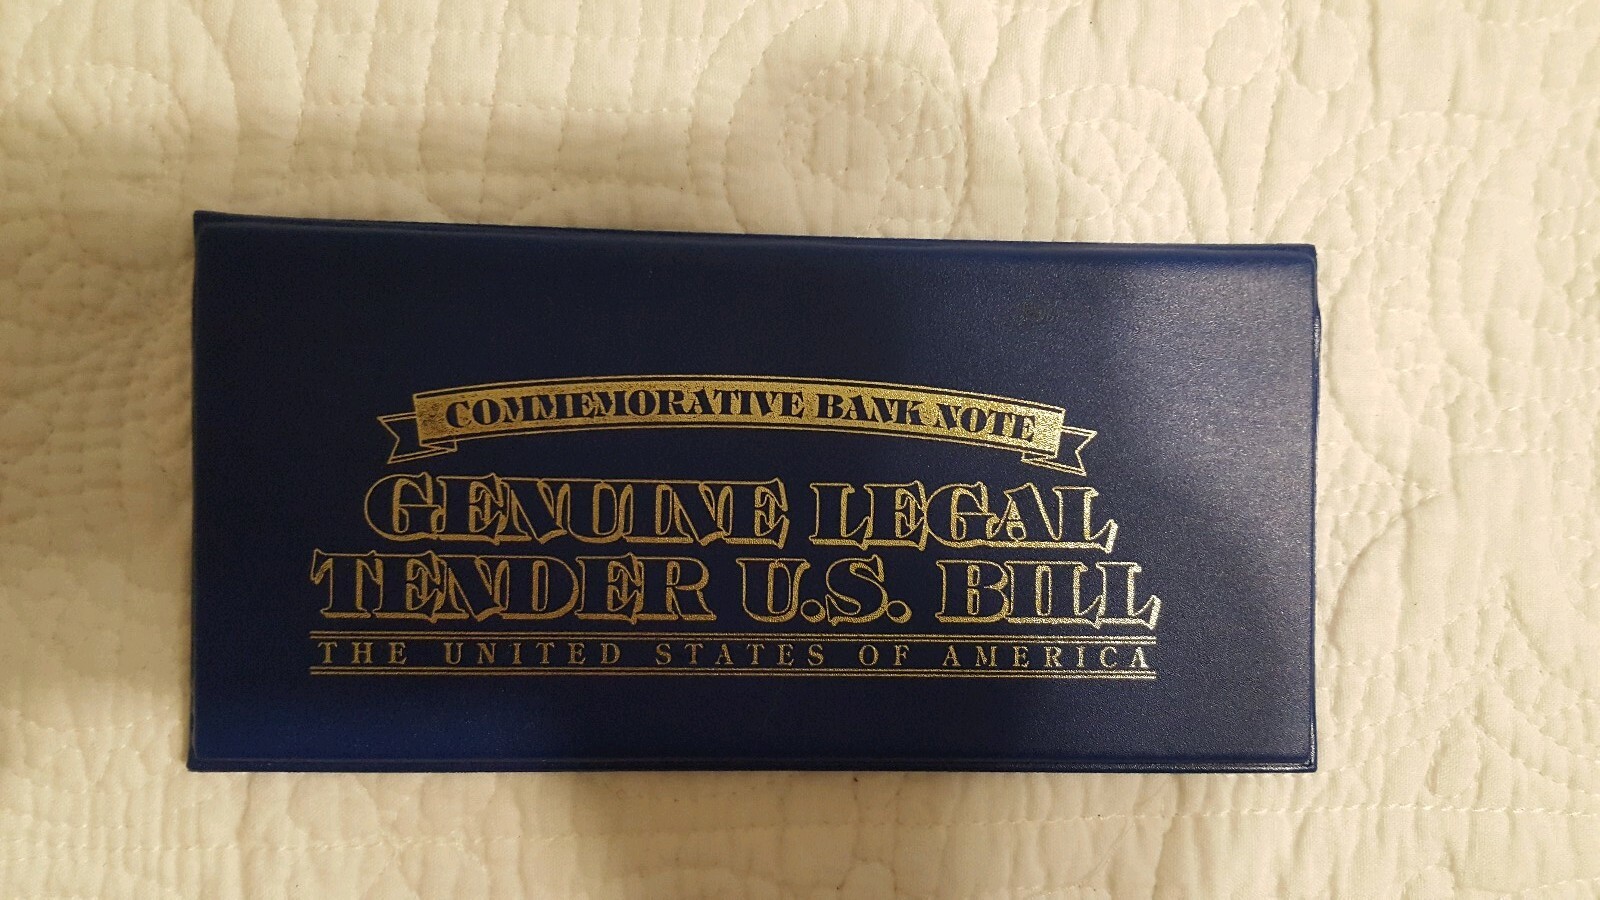 COMMEMORATIVE BANK NOTE
GENUINE LEGAL
TENDER U.S. BILL
THE UNITED STATES OF AMERICA